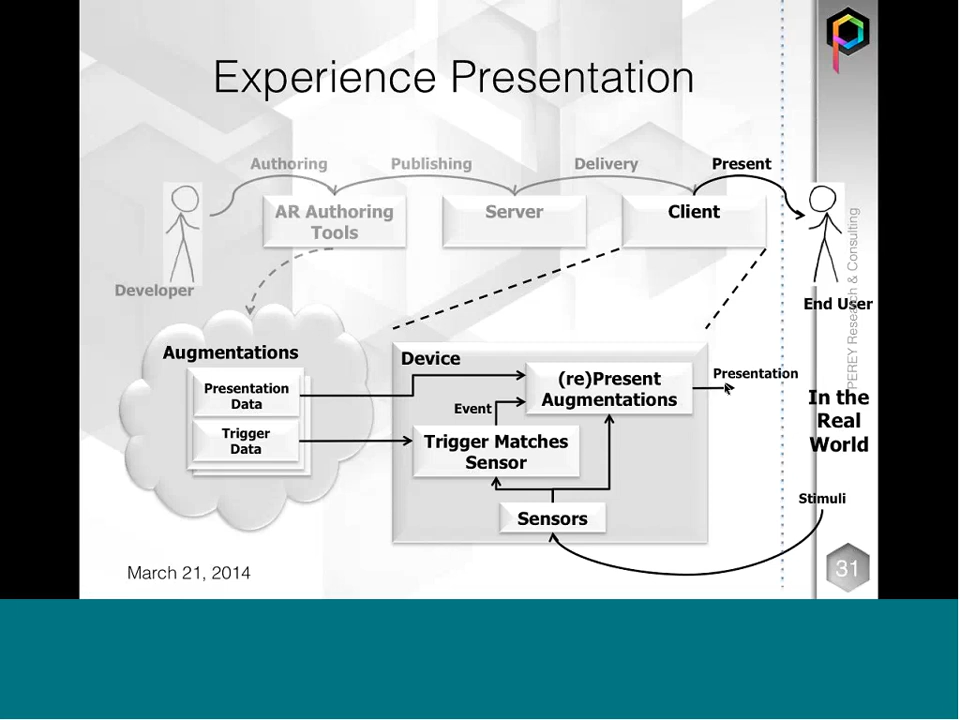 Experience Presentation
Authoring
Publishing
Delivery
Present
AR Authoring
Tools
Server
Client
Developer
End User
PEREY Research & Consulting
Augmentations
Presentation
Data
Trigger
Data
Device
(re)Present
Augmentations
Event
Trigger Matches
Sensor
Sensors
Presentation
In the
Real
World
Stimuli
March 21, 2014
31